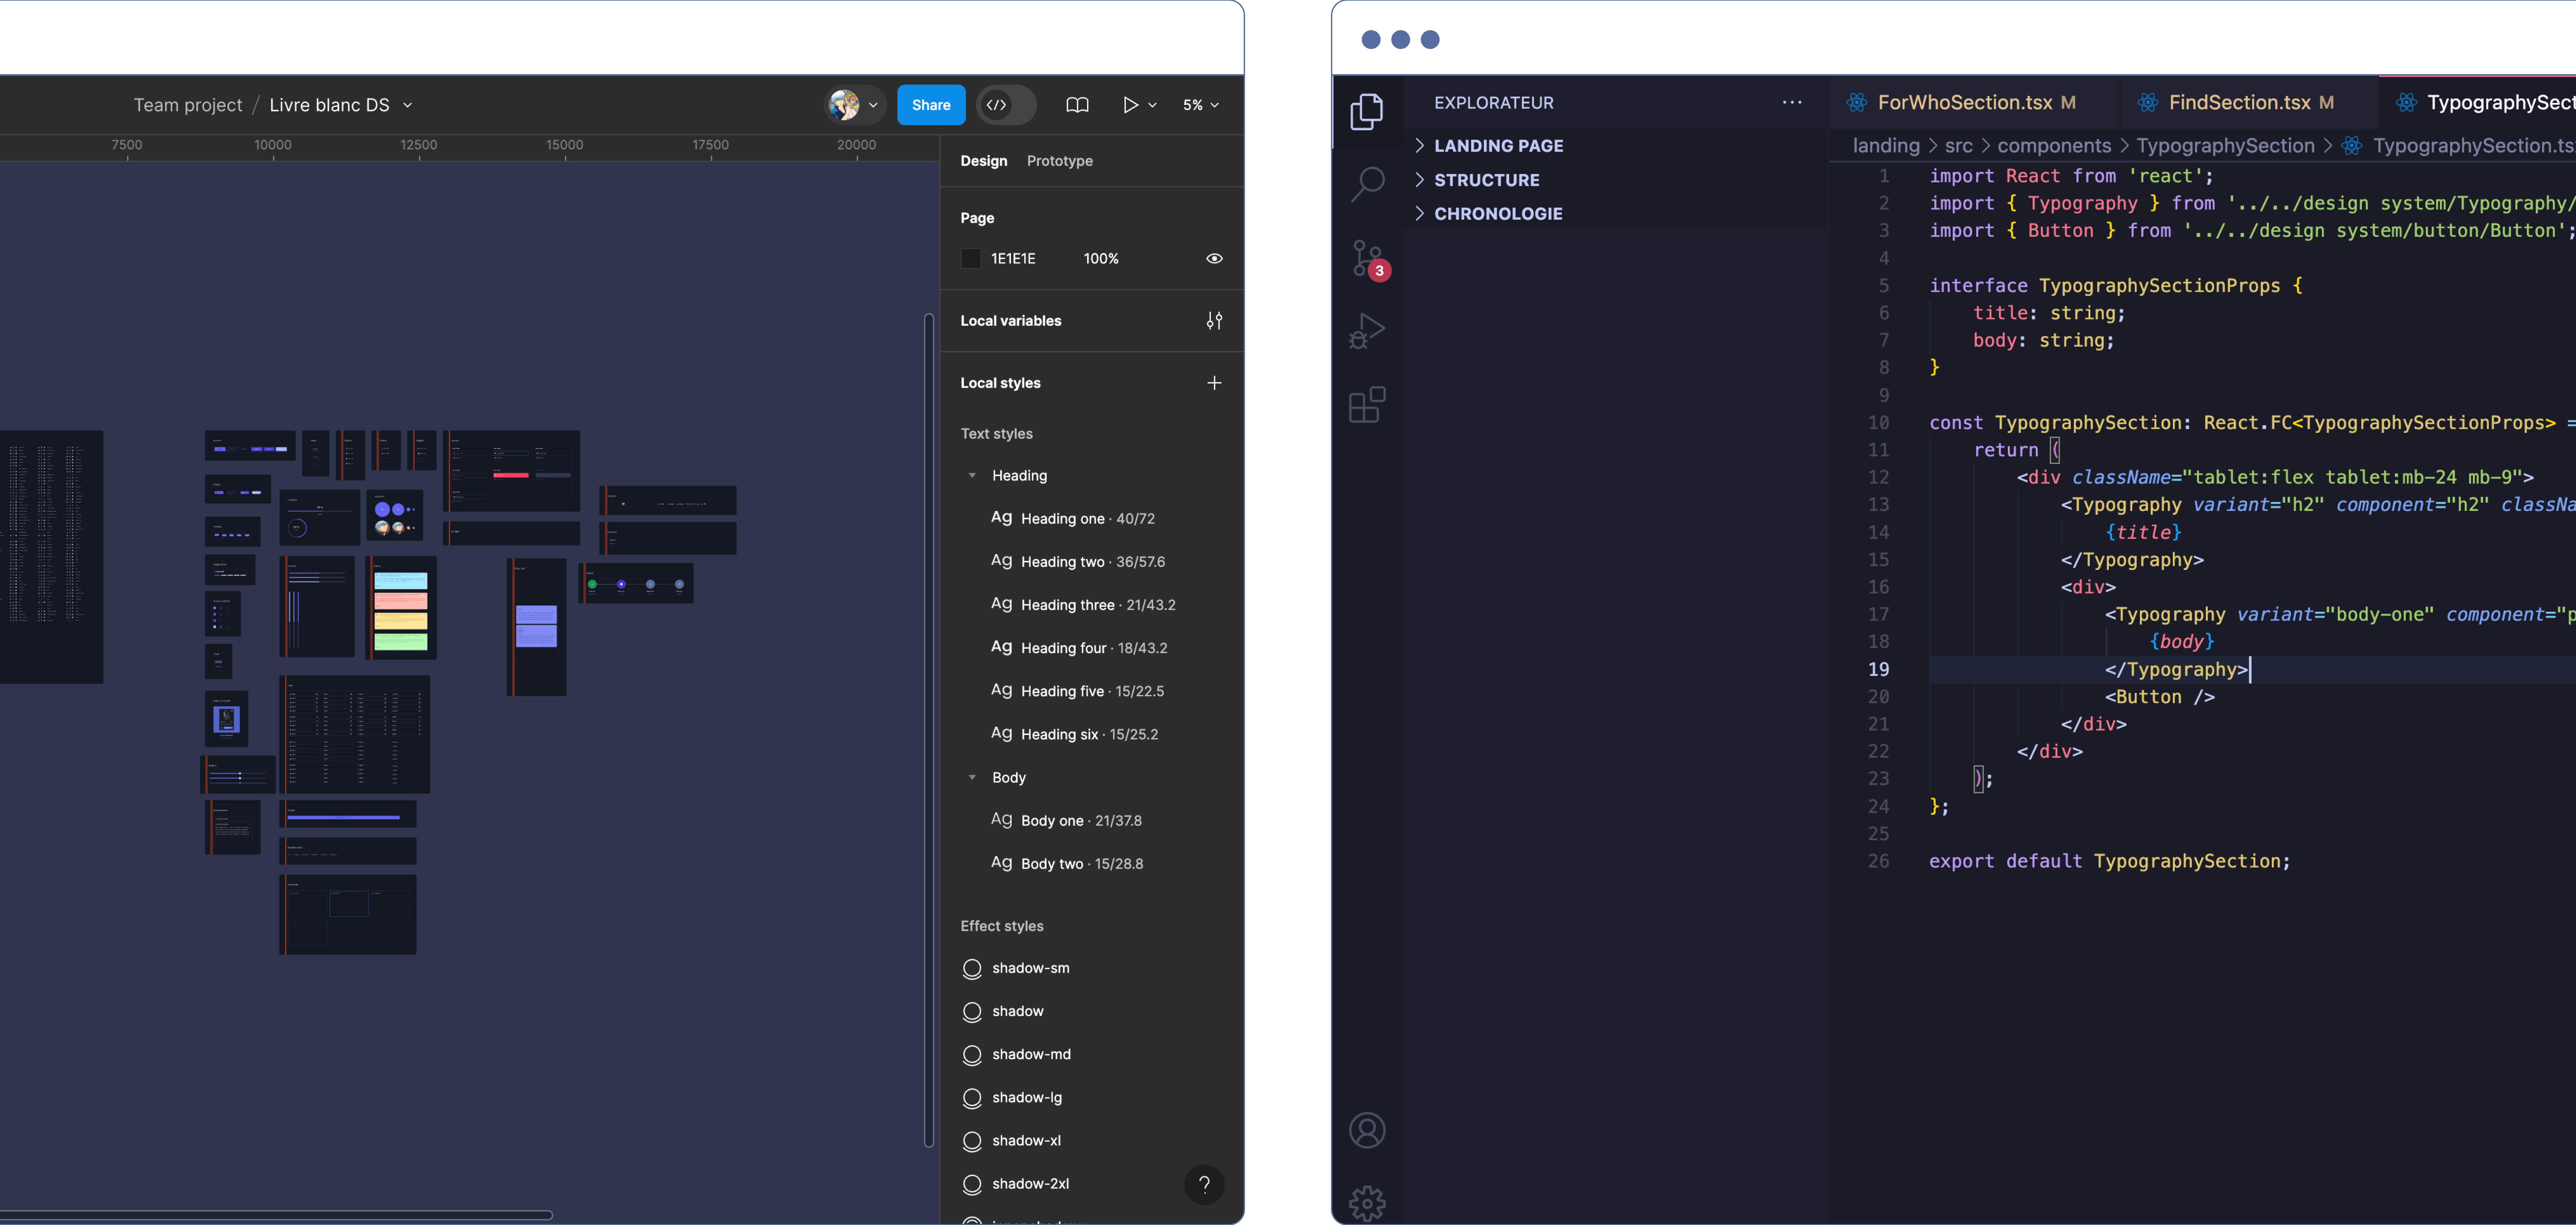 Team project / Livre blanc DS
Share
5%
7500 10000 12500 15000 17500 20000
Design Prototype
Page
1E1E1E 100%
Local variables
Local styles
Text styles
Heading
Ag Heading one · 40/72
Ag Heading two · 36/57.6
Ag Heading three · 21/43.2
Ag Heading four · 18/43.2
Ag Heading five · 15/22.5
Ag Heading six · 15/25.2
Body
Ag Body one · 21/37.8
Ag Body two · 15/28.8
Effect styles
shadow-sm
shadow
shadow-md
shadow-lg
shadow-xl
shadow-2xl
?
EXPLORATEUR
LANDING PAGE
STRUCTURE
CHRONOLOGIE
3
ForWhoSection.tsx M FindSection.tsx M TypographySect
landing > src > components > TypographySection > TypographySection.ts
1 import React from 'react';
2 import { Typography } from '../../design system/Typography/
3 import { Button } from '../../design system/button/Button';
4
5 interface TypographySectionProps {
6 title: string;
7 body: string;
8 }
9
10 const TypographySection: React.FC<TypographySectionProps> =
11 return (
12 <div className="tablet:flex tablet:mb-24 mb-9">
13 <Typography variant="h2" component="h2" classNa
14 {title}
15 </Typography>
16 <div>
17 <Typography variant="body-one" component="p
18 {body}
19 </Typography>
20 <Button />
21 </div>
22 </div>
23 );
24 };
25
26 export default TypographySection;